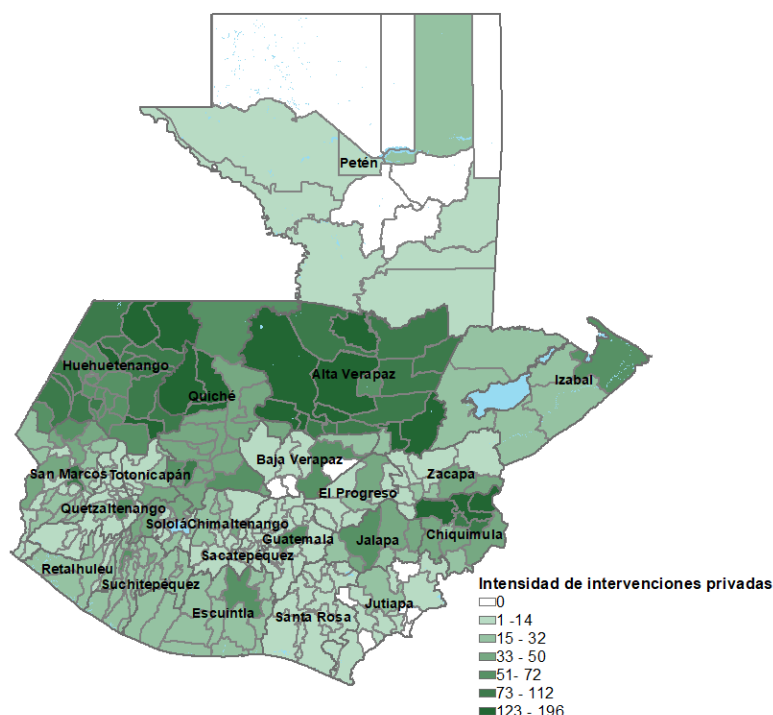 Petén
Huehuetenango
Alta Verapaz
Izabal
Quiché
Baja Verapaz
San Marcos
Totonicapán
Zacapa
El Progreso
Quetzaltenango
Sololá
Chimaltenango
Guatemala
Jalapa
Chiquimula
Sacatepéquez
Retalhuleu
Suchitepéquez
Escuintla
Santa Rosa
Jutiapa
Intensidad de intervenciones privadas
0
1 -14
15 - 32
33 - 50
51- 72
73 - 112
123 - 196